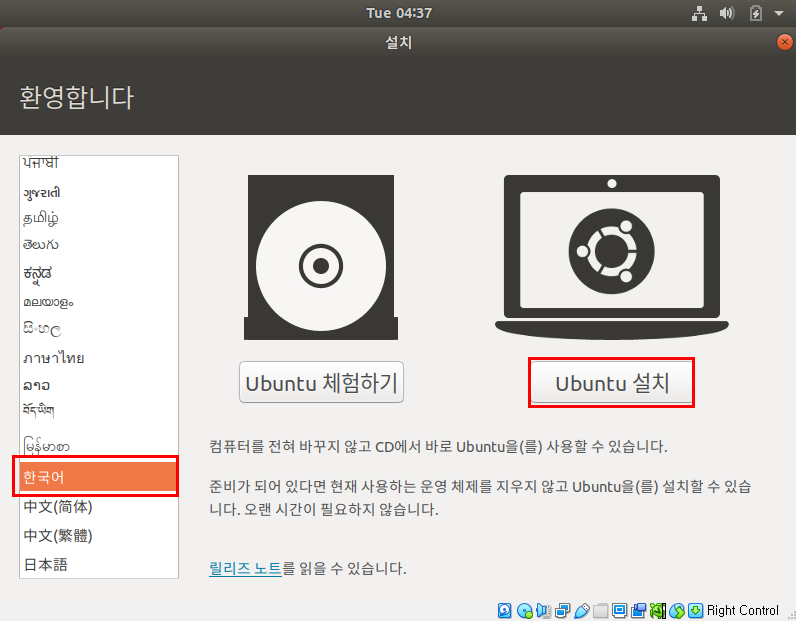 Tue 04:37
설치
환영합니다
ਪੰਜਾਬੀ
ગુજરાતી
தமிழ்
తెలుగు
ಕನ್ನಡ
മലയാളം
සිංහල
ภาษาไทย
ລາວ
བོད་ཡིག
မြန်မာစာ
한국어
中文(简体)
中文(繁體)
日本語
Ubuntu 체험하기
Ubuntu 설치
컴퓨터를 전혀 바꾸지 않고 CD에서 바로 Ubuntu을(를) 사용할 수 있습니다.
준비가 되어 있다면 현재 사용하는 운영 체제를 지우지 않고 Ubuntu을(를) 설치할 수 있습
니다. 오랜 시간이 필요하지 않습니다.
릴리즈 노트를 읽을 수 있습니다.
Right Control